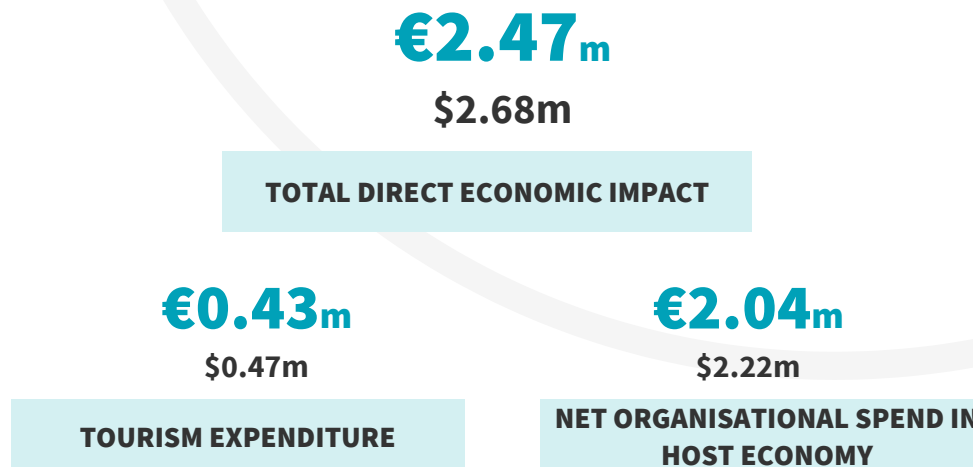 €2.47m
$2.68m
TOTAL DIRECT ECONOMIC IMPACT
€0.43m
$0.47m
TOURISM EXPENDITURE
€2.04m
$2.22m
NET ORGANISATIONAL SPEND IN
HOST ECONOMY